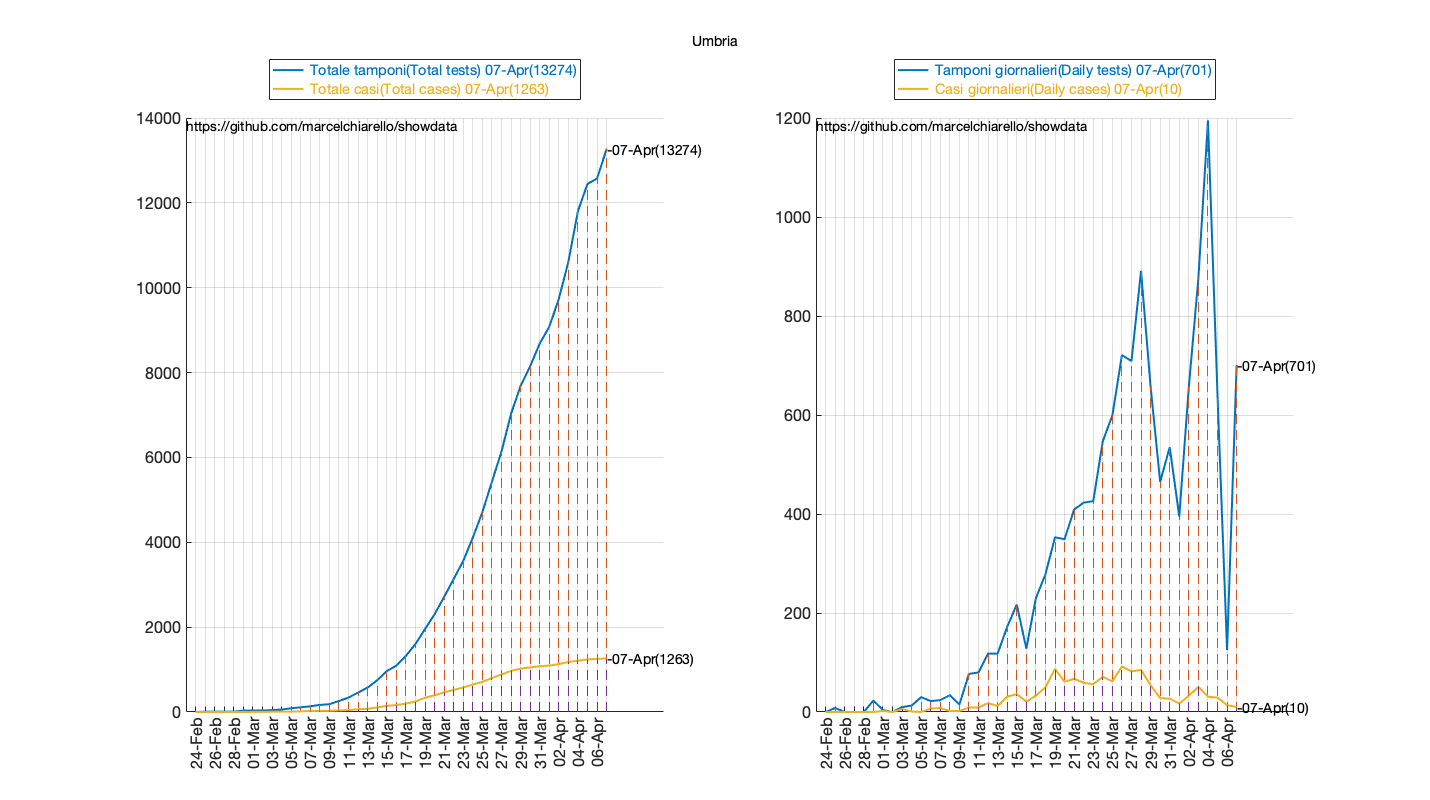 Umbria
Totale tamponi(Total tests) 07-Apr(13274)
Totale casi(Total cases) 07-Apr(1263)
14000
12000
10000
8000
6000
4000
2000
0
https://github.com/marcelchiarello/showdata
-07-Apr(13274)
-07-Apr(1263)
24-Feb
26-Feb
28-Feb
01-Mar
03-Mar
05-Mar
07-Mar
09-Mar
11-Mar
13-Mar
15-Mar
17-Mar
19-Mar
21-Mar
23-Mar
25-Mar
27-Mar
29-Mar
31-Mar
02-Apr
04-Apr
06-Apr
Tamponi giornalieri(Daily tests) 07-Apr(701)
Casi giornalieri(Daily cases) 07-Apr(10)
1200
1000
800
600
400
200
0
https://github.com/marcelchiarello/showdata
-07-Apr(701)
-07-Apr(10)
24-Feb
26-Feb
28-Feb
01-Mar
03-Mar
05-Mar
07-Mar
09-Mar
11-Mar
13-Mar
15-Mar
17-Mar
19-Mar
21-Mar
23-Mar
25-Mar
27-Mar
29-Mar
31-Mar
02-Apr
04-Apr
06-Apr